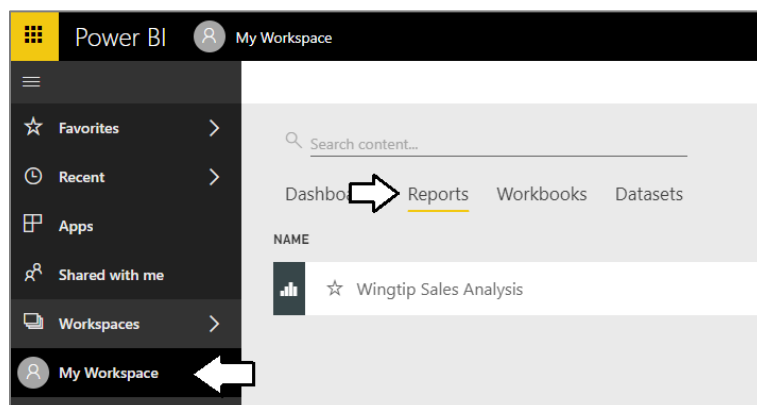 Power BI My Workspace
Favorites
Recent
Apps
Shared with me
Workspaces
My Workspace
Search content...
Reports Workbooks Datasets
NAME
Wingtip Sales Analysis